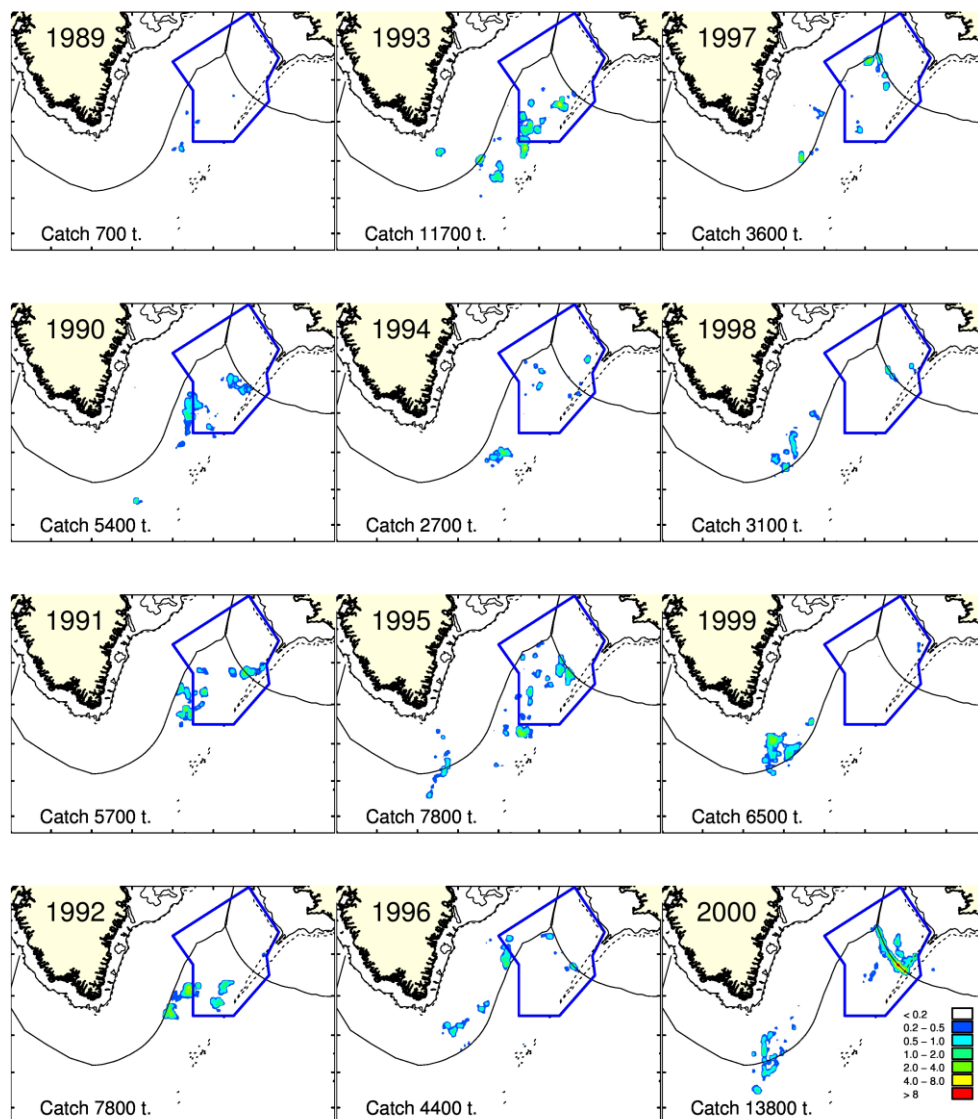 1989
1993
1997
Catch 700 t.
Catch 11700 t.
Catch 3600 t.
1990
1994
1998
Catch 5400 t.
Catch 2700 t.
Catch 3100 t.
1991
1995
1999
Catch 5700 t.
Catch 7800 t.
Catch 6500 t.
1992
1996
2000
< 0.2
0.2 – 0.5
0.5 – 1.0
1.0 – 2.0
2.0 – 4.0
4.0 – 8.0
> 8
Catch 7800 t.
Catch 4400 t.
Catch 13800 t.